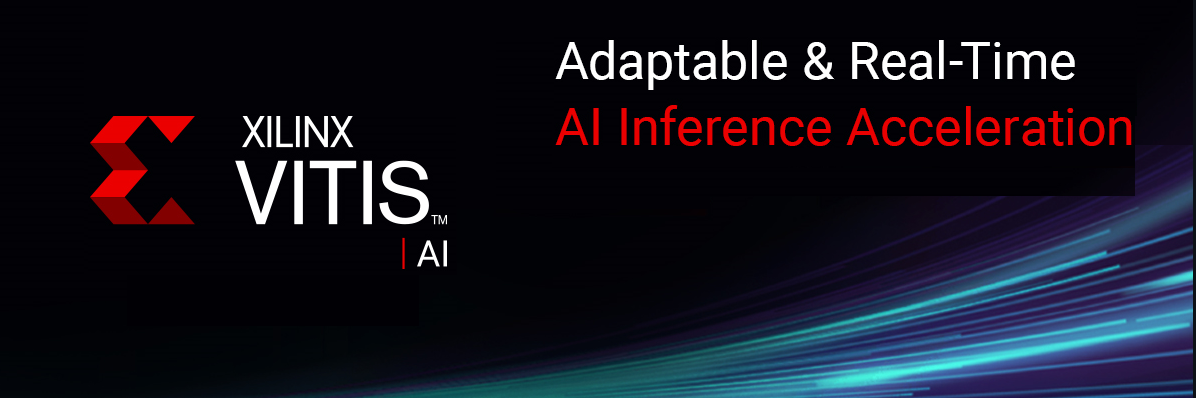 XILINX
VITIS™
| AI
Adaptable & Real-Time
AI Inference Acceleration